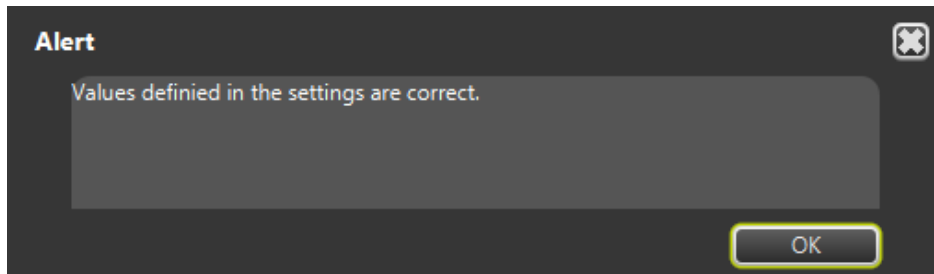 Alert
Values definied in the settings are correct.
OK